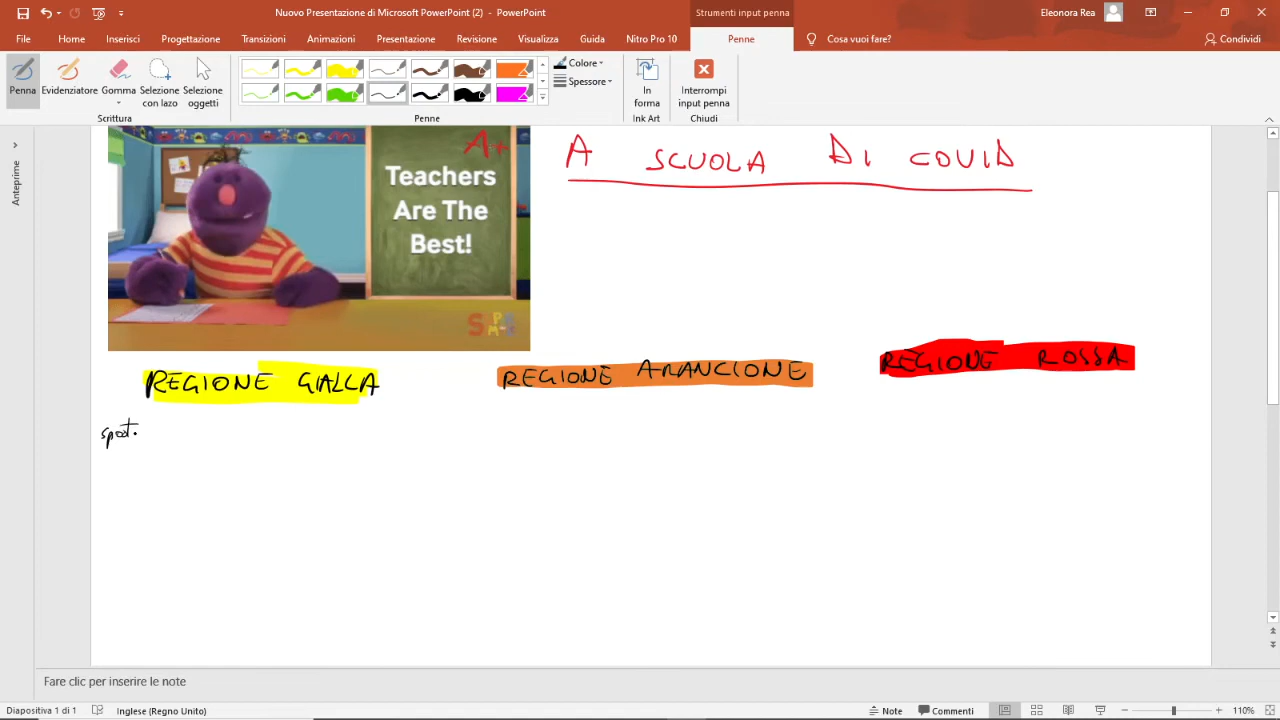 Nuovo Presentazione di Microsoft PowerPoint (2) - PowerPoint
Strumenti input penna
Eleonora Rea
File Home Inserisci Progettazione Transizioni Animazioni Presentazione Revisione Visualizza Guida Nitro Pro 10 Penne Cosa vuoi fare? Condividi
Penna Evidenziatore Gomma Selezione con lazo Selezione oggetti
Colore
Spessore
In forma
Interrompi input penna
Scrittura Penne Ink Art Chiudi
Anteprime
A+
Teachers
Are The
Best!
A SCUOLA DI COVID
REGIONE GIALLA
REGIONE ARANCIONE
REGIONE ROSSA
Fare clic per inserire le note
Diapositiva 1 di 1 Inglese (Regno Unito) Note Commenti 110%